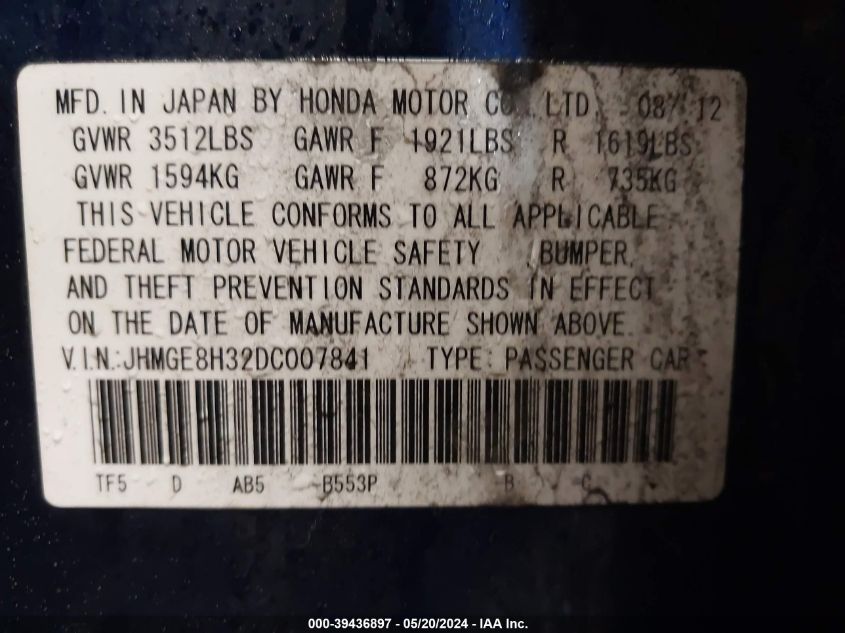 MFD. IN JAPAN BY HONDA MOTOR CO., LTD. 08/12
GVWR 3512LBS GAWR F 1921LBS R 1619LBS
GVWR 1594KG GAWR F 872KG R 735KG
THIS VEHICLE CONFORMS TO ALL APPLICABLE
FEDERAL MOTOR VEHICLE SAFETY, BUMPER,
AND THEFT PREVENTION STANDARDS IN EFFECT
ON THE DATE OF MANUFACTURE SHOWN ABOVE.
V.I.N.:JHMGE8H32DC007841 TYPE: PASSENGER CAR
TF5 D AB5 B553P B C
000-39436897 — 05/20/2024 - IAA Inc.